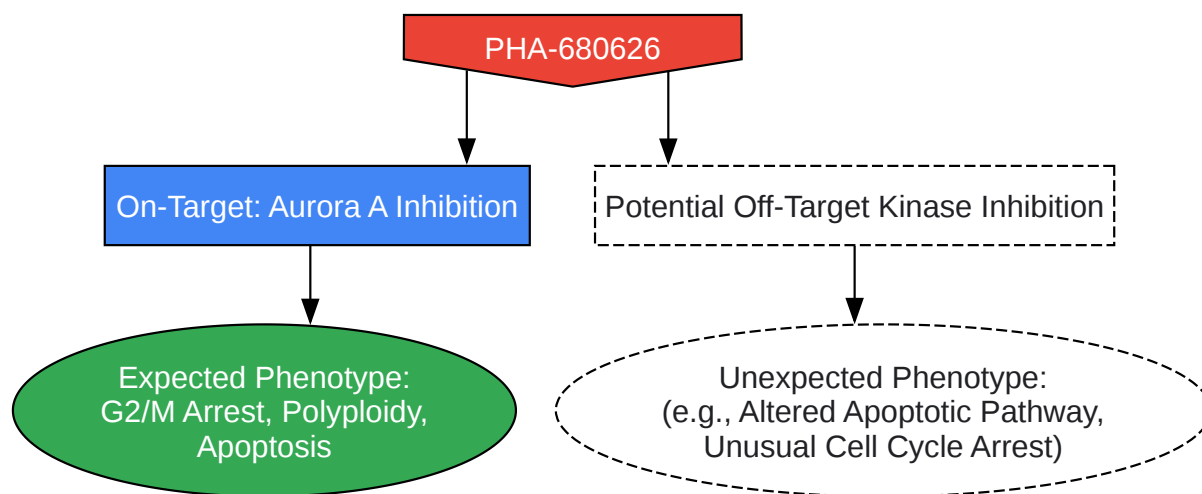 PHA-680626
On-Target: Aurora A Inhibition
Potential Off-Target Kinase Inhibition
Expected Phenotype:
G2/M Arrest, Polyploidy,
Apoptosis
Unexpected Phenotype:
(e.g., Altered Apoptotic Pathway,
Unusual Cell Cycle Arrest)